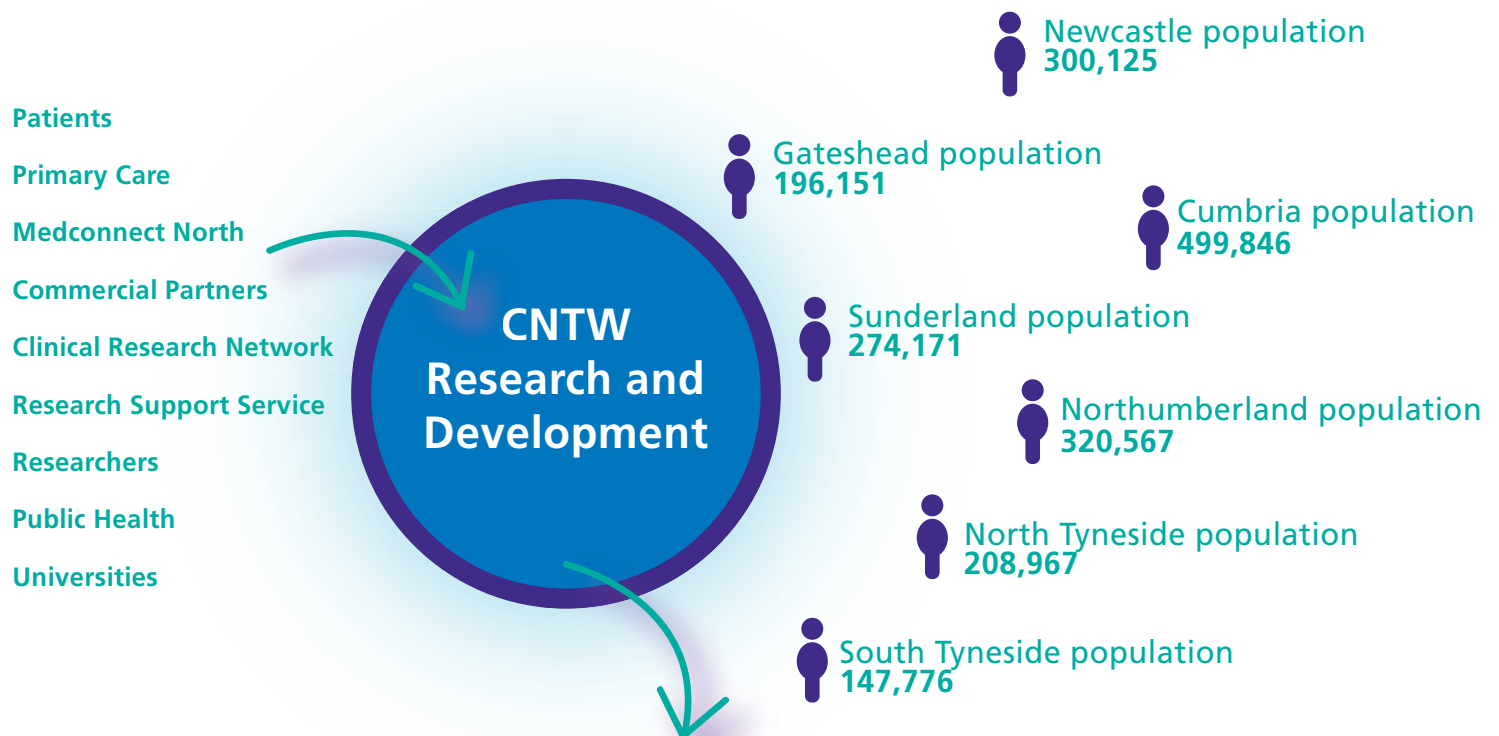 Patients
Primary Care
Medconnect North
Commercial Partners
Clinical Research Network
Research Support Service
Researchers
Public Health
Universities
CNTW
Research and
Development
Newcastle population
300,125
Gateshead population
196,151
Cumbria population
499,846
Sunderland population
274,171
Northumberland population
320,567
North Tyneside population
208,967
South Tyneside population
147,776